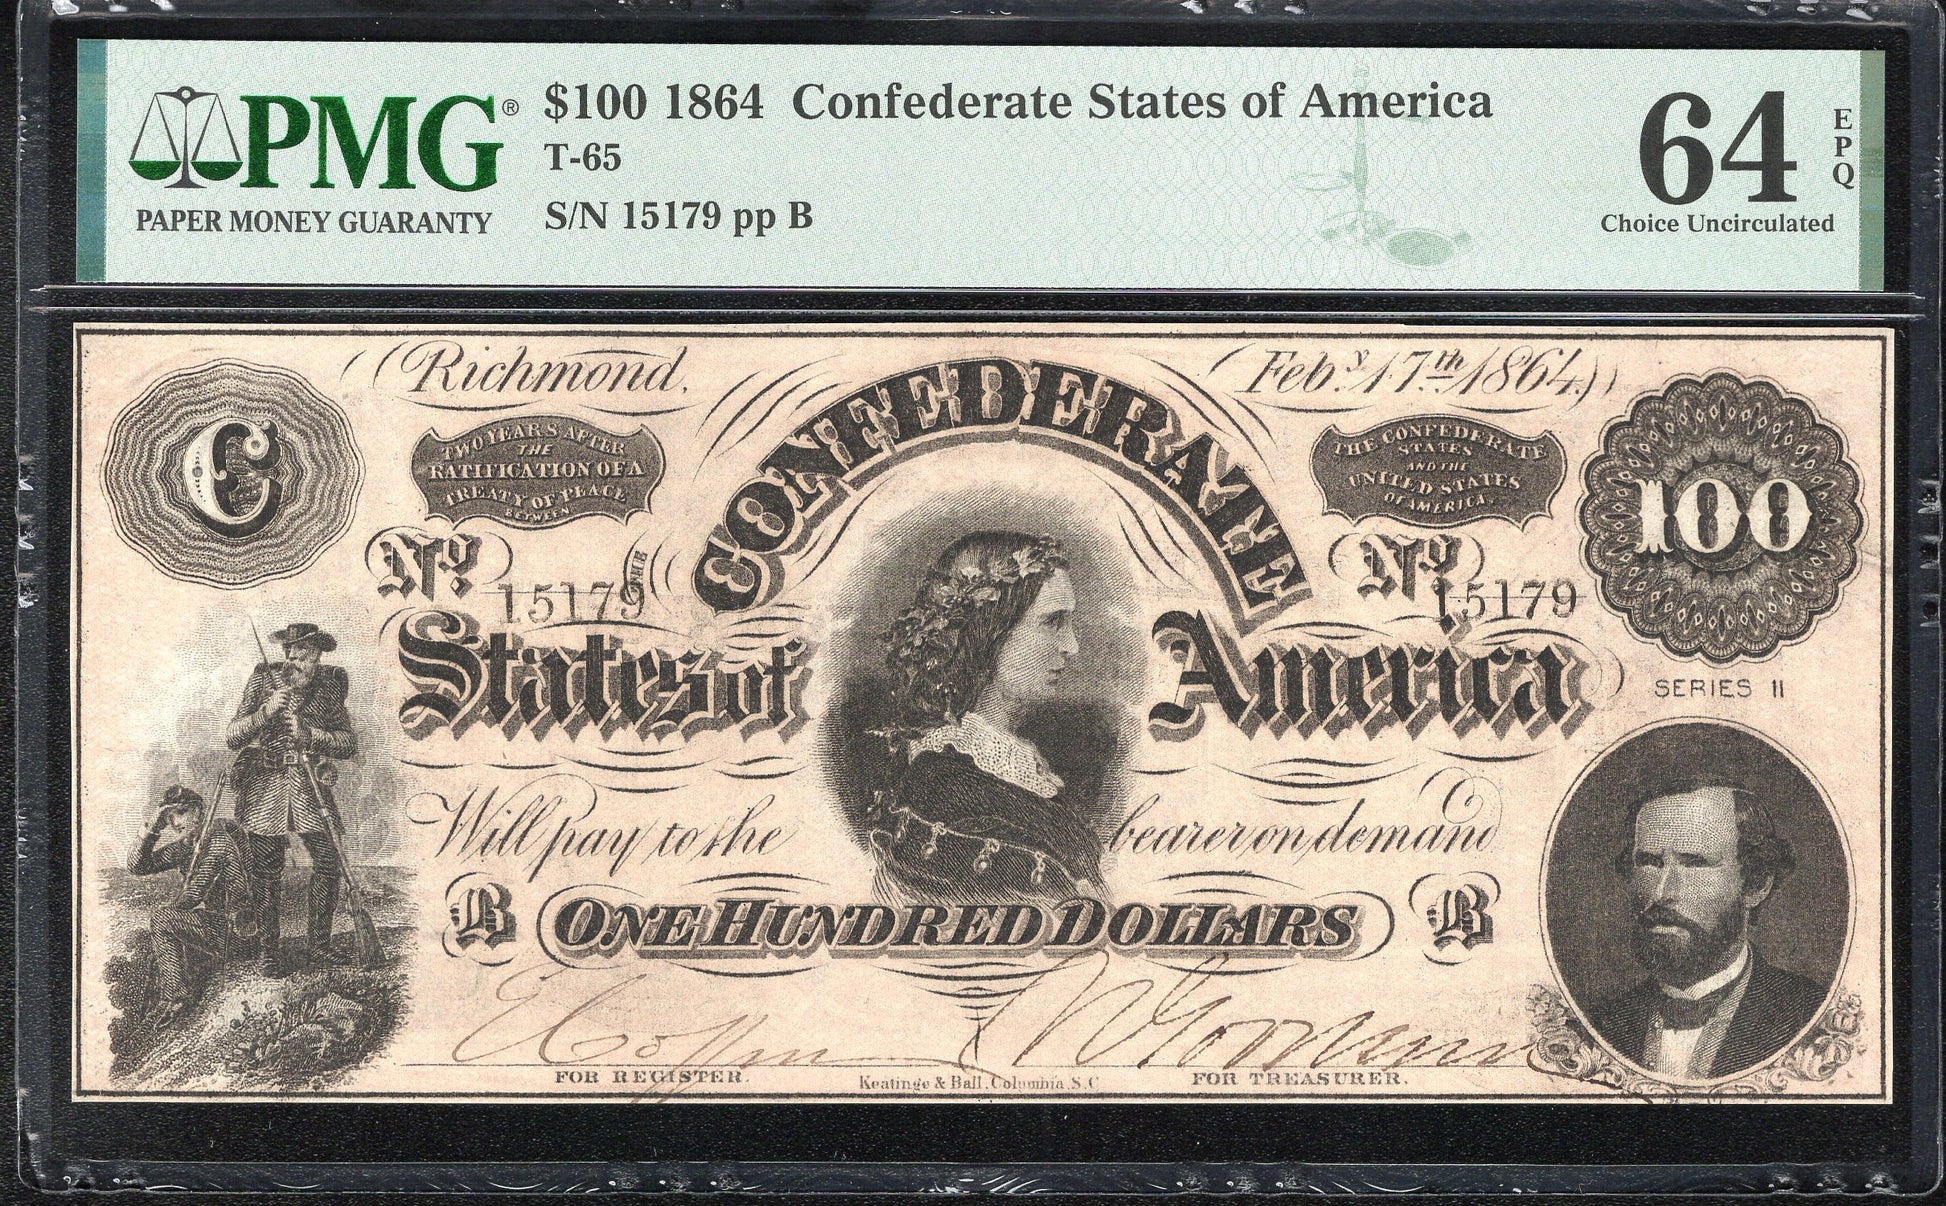 PMG®
PAPER MONEY GUARANTY
$100 1864 Confederate States of America
T-65
S/N 15179 pp B
64 EPQ
Choice Uncirculated
Richmond, Feb.y 17th 1864.
C
TWO YEARS AFTER
THE
RATIFICATION OF A
TREATY OF PEACE
BETWEEN
THE CONFEDERATE
STATES
AND THE
UNITED STATES
OF AMERICA.
100
CONFEDERATE
No. 15179 THE
No. 15179
States of America
SERIES 11
Will pay to the bearer on demand
B ONE HUNDRED DOLLARS B
FOR REGISTER.
Keatinge & Ball, Columbia, S.C.
FOR TREASURER.